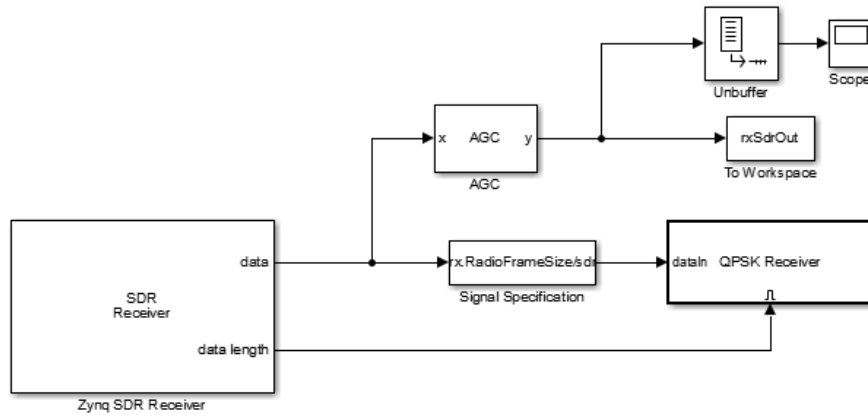 Unbuffer
Scope
x AGC y
AGC
rxSdrOut
To Workspace
data
SDR
Receiver
data length
Zynq SDR Receiver
rx.RadioFrameSize/sdr
Signal Specification
dataIn QPSK Receiver